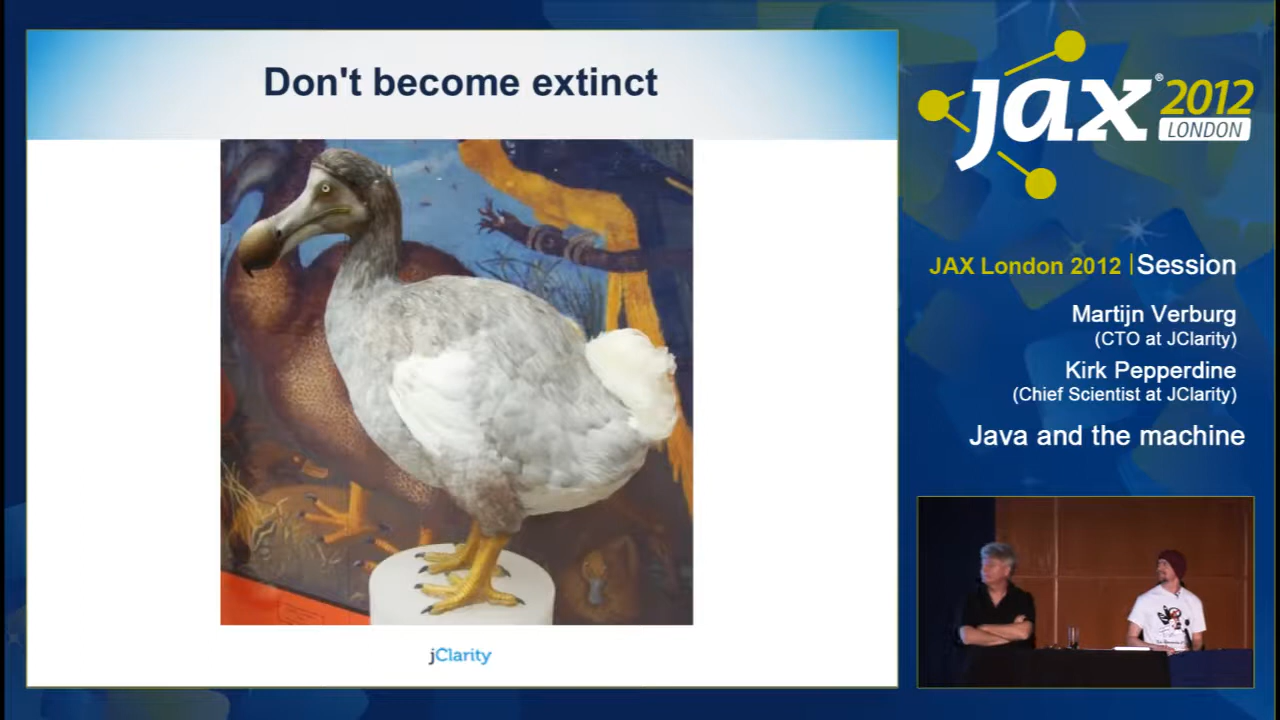 Don't become extinct
jClarity
jax® 2012
LONDON
JAX London 2012 | Session
Martijn Verburg
(CTO at JClarity)
Kirk Pepperdine
(Chief Scientist at JClarity)
Java and the machine